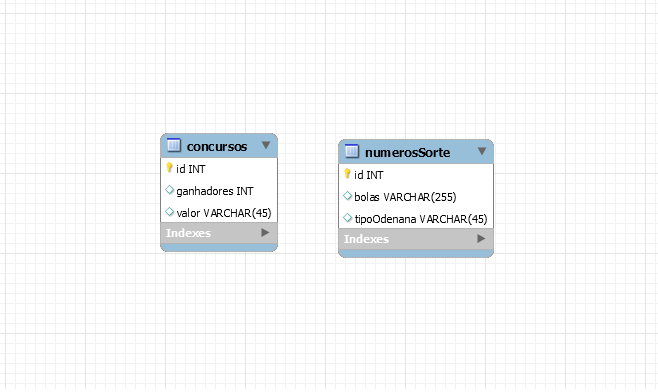 concursos
id INT
ganhadores INT
valor VARCHAR(45)
Indexes
numerosSorte
id INT
bolas VARCHAR(255)
tipoOdenana VARCHAR(45)
Indexes